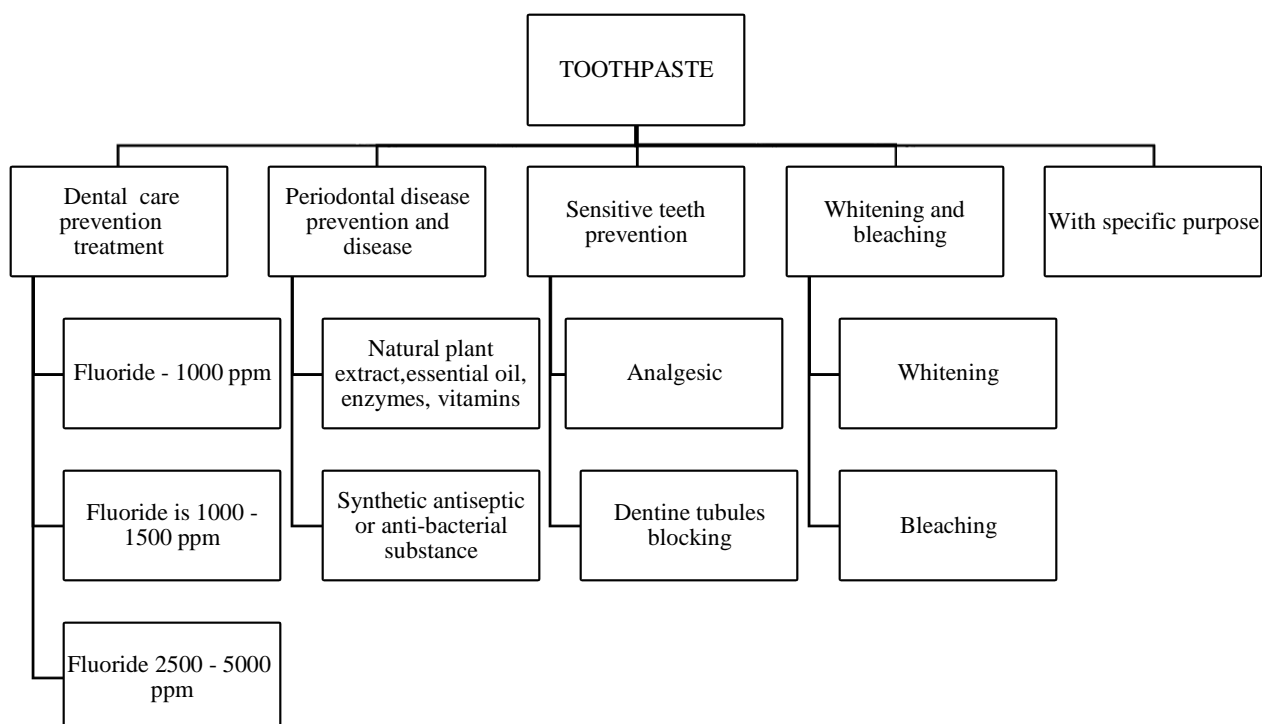 TOOTHPASTE
Dental care
prevention
treatment
Periodontal disease
prevention and
disease
Sensitive teeth
prevention
Whitening and
bleaching
With specific purpose
Fluoride - 1000 ppm
Natural plant
extract,essential oil,
enzymes, vitamins
Analgesic
Whitening
Fluoride is 1000 -
1500 ppm
Synthetic antiseptic
or anti-bacterial
substance
Dentine tubules
blocking
Bleaching
Fluoride 2500 - 5000
ppm